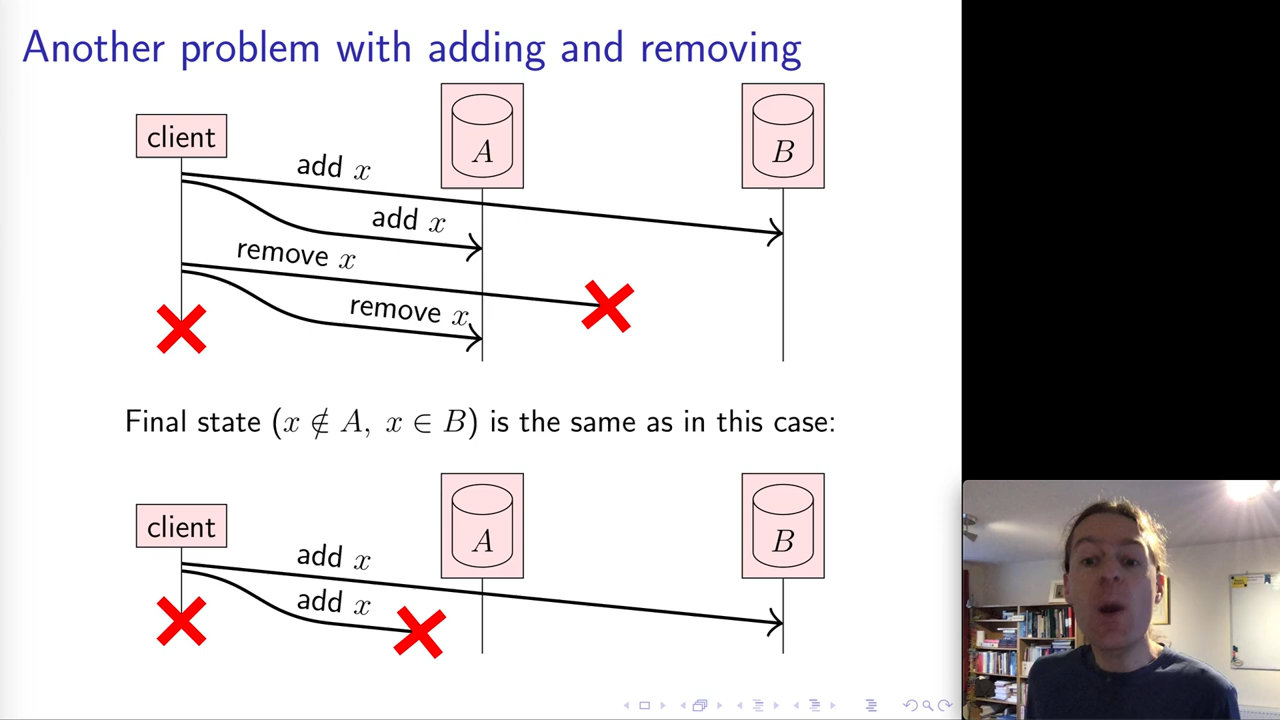 Another problem with adding and removing
client
A
B
add x
add x
remove x
remove x
Final state (x ∉ A, x ∈ B) is the same as in this case:
client
A
B
add x
add x